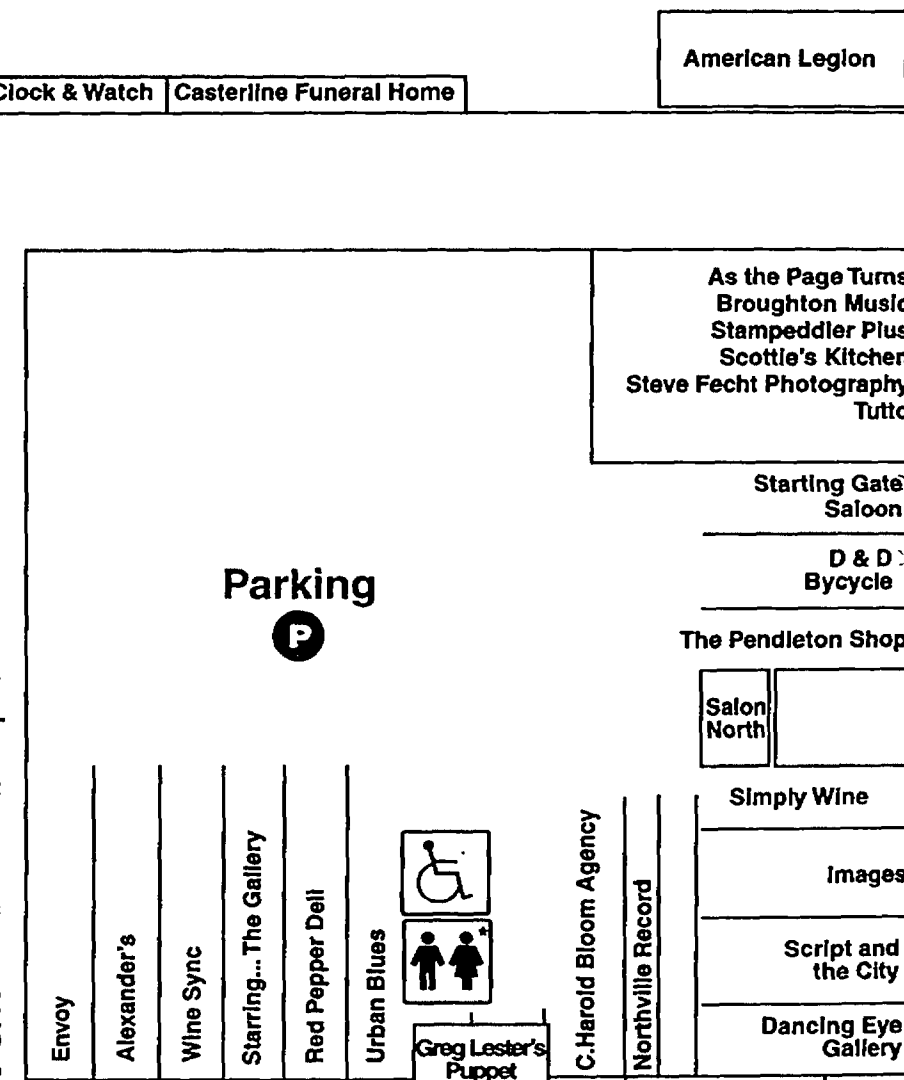 American Legion
Clock & Watch
Casterline Funeral Home
As the Page Turns
Broughton Music
Stampeddler Plus
Scottie's Kitchen
Steve Fecht Photography
Tutto
Starting Gate
Saloon
D & D
Bycycle
Parking
P
The Pendleton Shop
Salon
North
Simply Wine
Images
Script and
the City
Dancing Eye
Gallery
Envoy
Alexander's
Wine Sync
Starring... The Gallery
Red Pepper Deli
Urban Blues
*
Greg Lester's
Puppet
C.Harold Bloom Agency
Northville Record